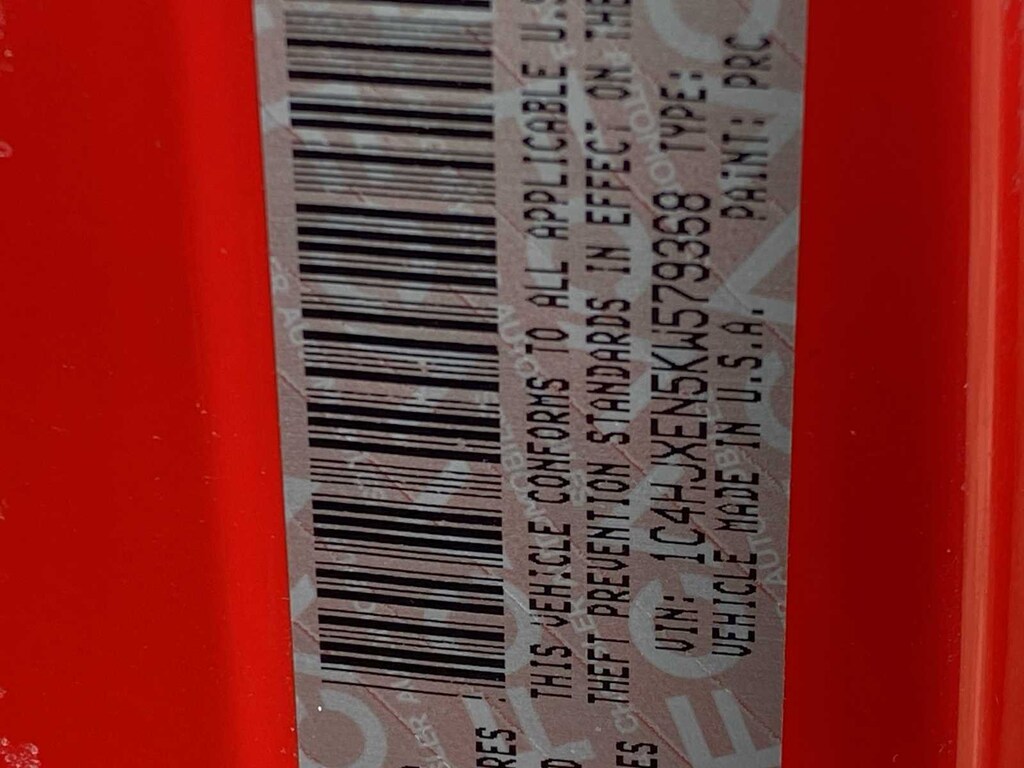 THIS VEHICLE CONFORMS TO ALL APPLICABLE U.S
THEFT PREVENTION STANDARDS IN EFFECT ON THE
VIN: 1C4HJXEN5KW579368 TYPE:
VEHICLE MADE IN U.S.A. PAINT: PRC